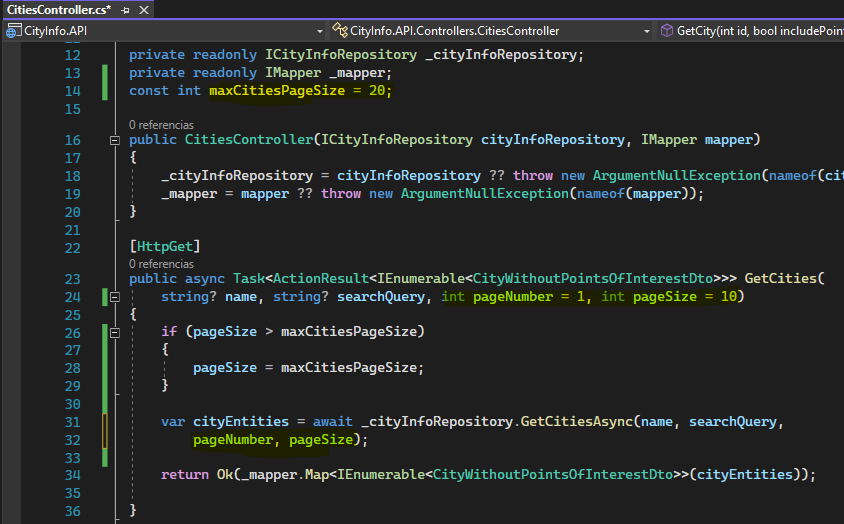 CitiesController.cs*
CityInfo.API
CityInfo.API.Controllers.CitiesController
GetCity(int id, bool includePoin
12 private readonly ICityInfoRepository _cityInfoRepository;
13 private readonly IMapper _mapper;
14 const int maxCitiesPageSize = 20;
15
0 referencias
16 public CitiesController(ICityInfoRepository cityInfoRepository, IMapper mapper)
17 {
18 _cityInfoRepository = cityInfoRepository ?? throw new ArgumentNullException(nameof(cit
19 _mapper = mapper ?? throw new ArgumentNullException(nameof(mapper));
20 }
21
22 [HttpGet]
0 referencias
23 public async Task<ActionResult<IEnumerable<CityWithoutPointsOfInterestDto>>> GetCities(
24 string? name, string? searchQuery, int pageNumber = 1, int pageSize = 10)
25 {
26 if (pageSize > maxCitiesPageSize)
27 {
28 pageSize = maxCitiesPageSize;
29 }
30
31 var cityEntities = await _cityInfoRepository.GetCitiesAsync(name, searchQuery,
32 pageNumber, pageSize);
33
34 return Ok(_mapper.Map<IEnumerable<CityWithoutPointsOfInterestDto>>(cityEntities));
35
36 }